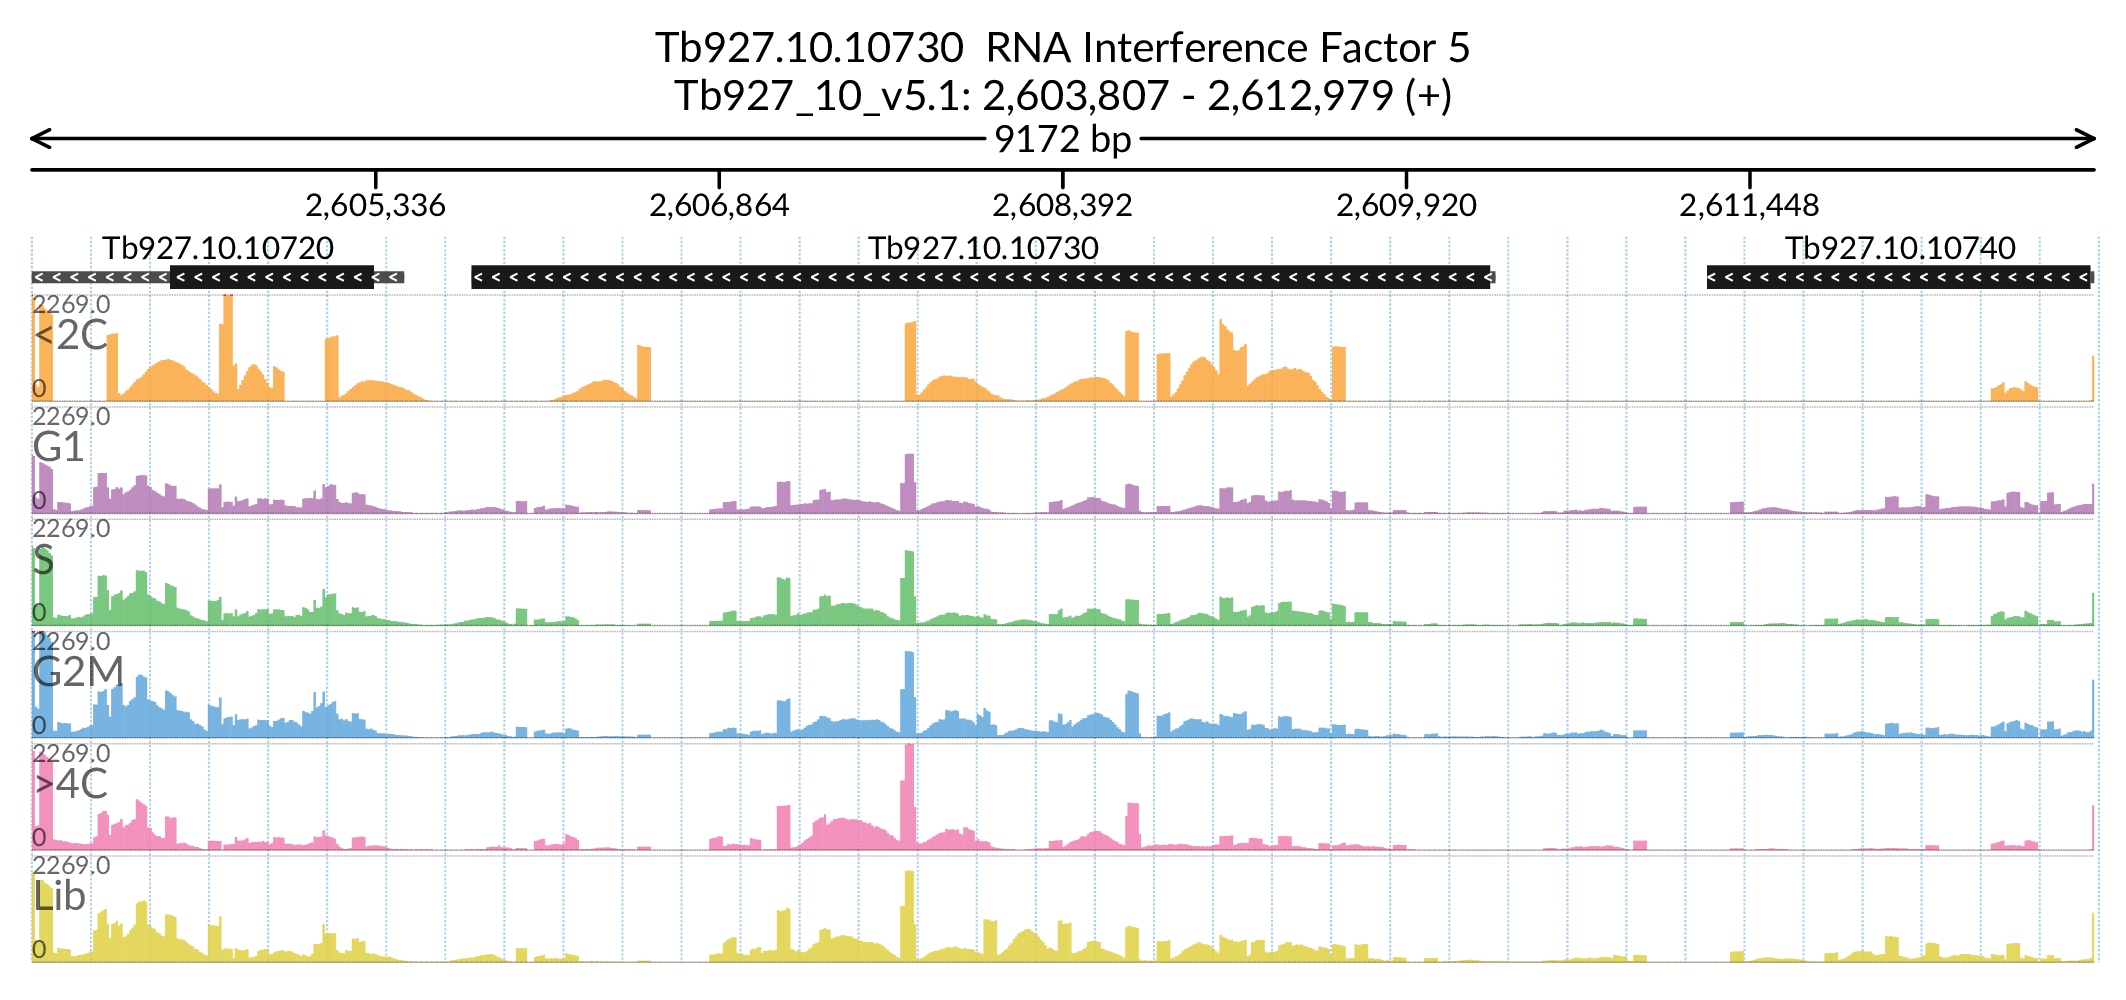 Tb927.10.10730  RNA Interference Factor 5
Tb927_10_v5.1: 2,603,807 - 2,612,979 (+)
9172 bp
2,605,336 2,606,864 2,608,392 2,609,920 2,611,448
Tb927.10.10720 Tb927.10.10730 Tb927.10.10740
2269.0
<2C
0
2269.0
G1
0
2269.0
S
0
2269.0
G2M
0
2269.0
>4C
0
2269.0
Lib
0